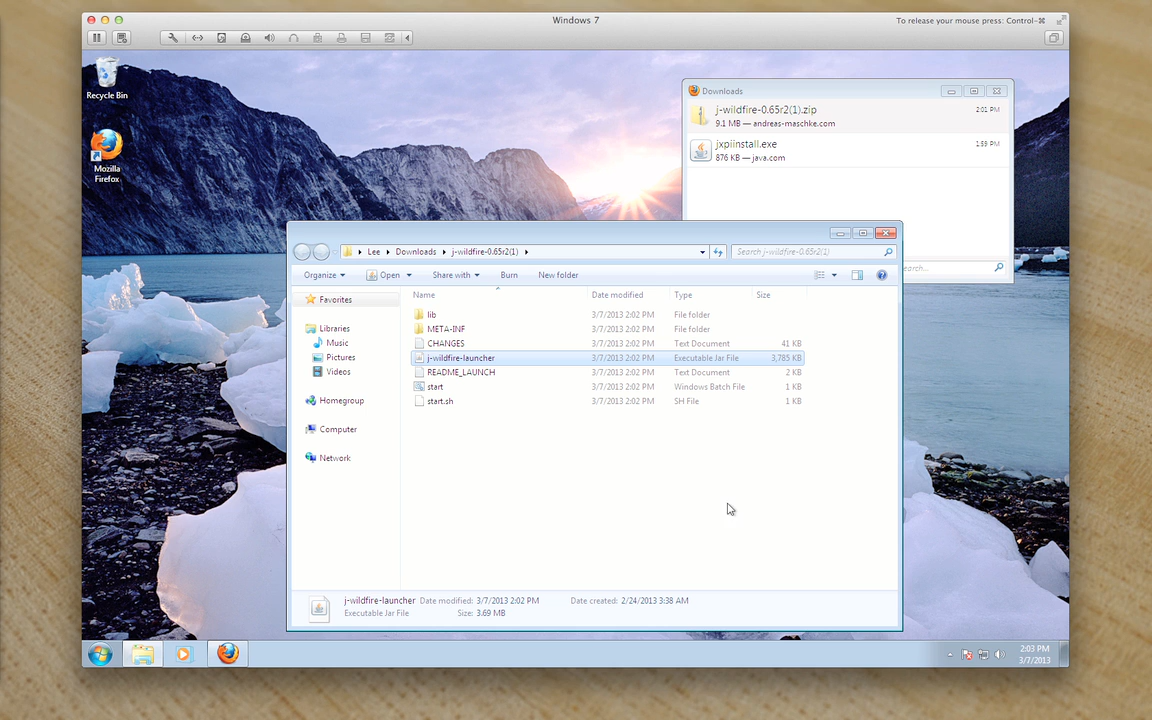 Windows 7
To release your mouse press: Control-⌘
Recycle Bin
Mozilla
Firefox
Downloads
j-wildfire-0.65r2(1).zip
2:01 PM
9.1 MB — andreas-maschke.com
jxpiinstall.exe
1:59 PM
876 KB — java.com
earch...
Lee Downloads j-wildfire-0.65r2(1)
Search j-wildfire-0.65r2(1)
Organize Open Share with Burn New folder
Name Date modified Type Size
Favorites
Libraries
Music
Pictures
Videos
Homegroup
Computer
Network
lib 3/7/2013 2:02 PM File folder
META-INF 3/7/2013 2:02 PM File folder
CHANGES 3/7/2013 2:02 PM Text Document 41 KB
j-wildfire-launcher 3/7/2013 2:02 PM Executable Jar File 3,785 KB
README_LAUNCH 3/7/2013 2:02 PM Text Document 2 KB
start 3/7/2013 2:02 PM Windows Batch File 1 KB
start.sh 3/7/2013 2:02 PM SH File 1 KB
j-wildfire-launcher Date modified: 3/7/2013 2:02 PM Date created: 2/24/2013 3:38 AM
Executable Jar File Size: 3.69 MB
2:03 PM
3/7/2013